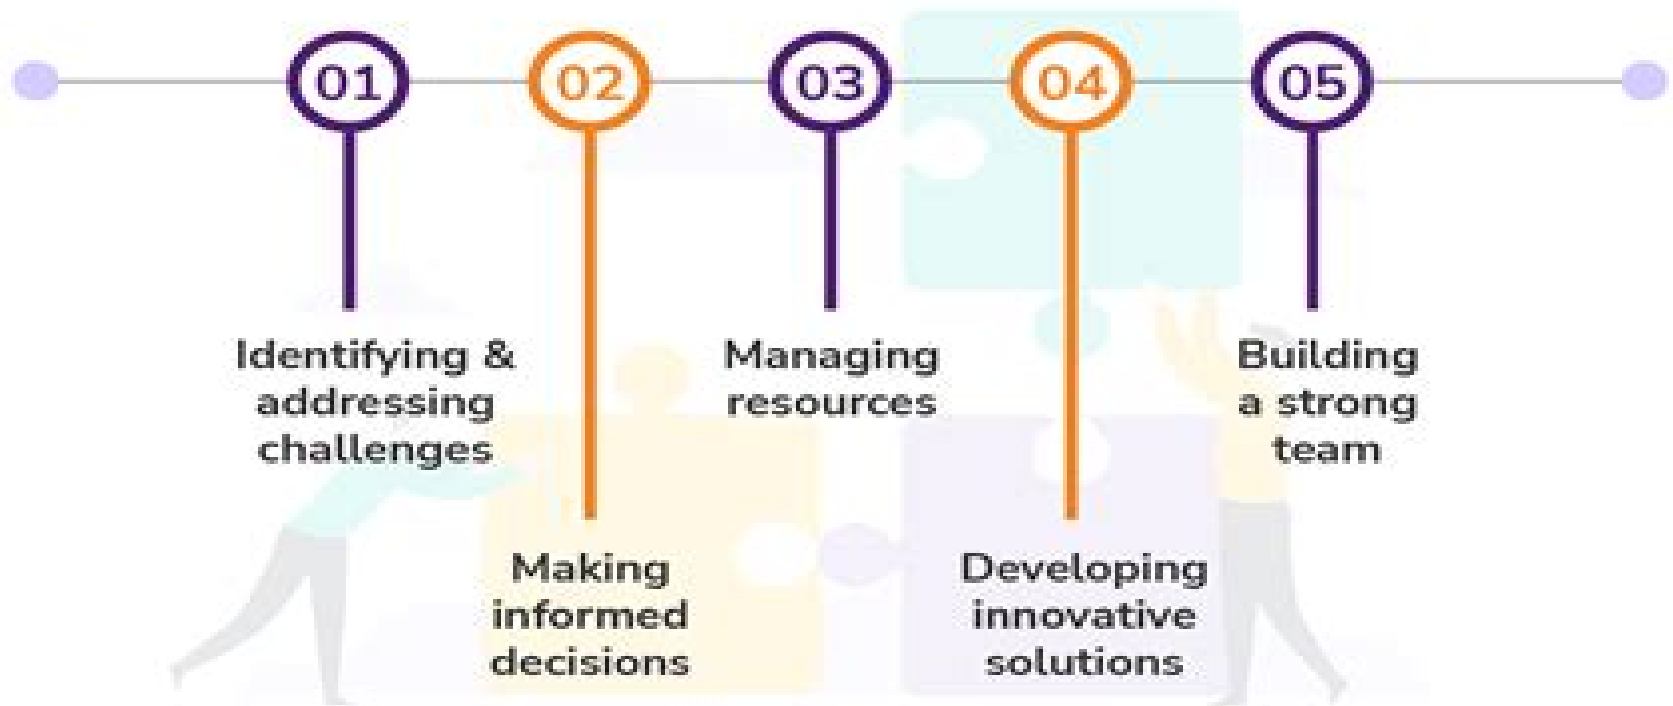 01
Identifying &
addressing
challenges
02
Making
informed
decisions
03
Managing
resources
04
Developing
innovative
solutions
05
Building
a strong
team